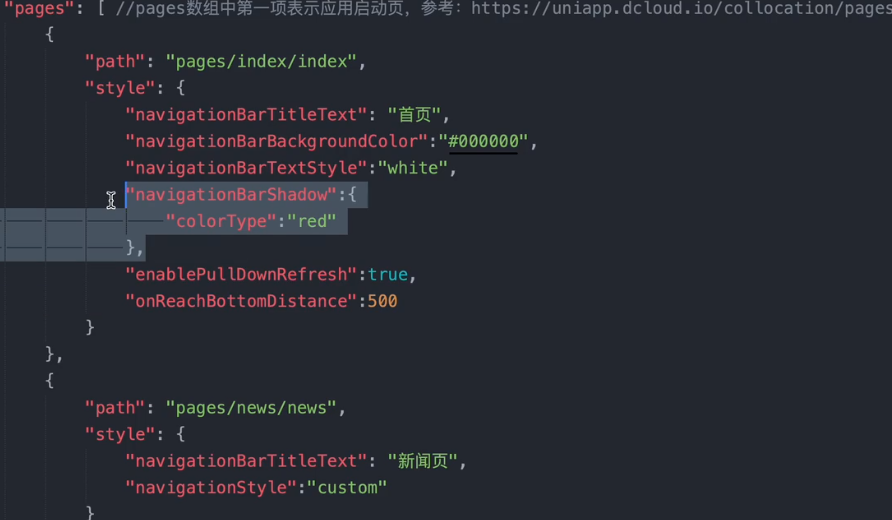 "pages": [ //pages数组中第一项表示应用启动页，参考：https://uniapp.dcloud.io/collocation/pages
{
"path": "pages/index/index",
"style": {
"navigationBarTitleText": "首页",
"navigationBarBackgroundColor":"#000000",
"navigationBarTextStyle":"white",
"navigationBarShadow":{
"colorType":"red"
},
"enablePullDownRefresh":true,
"onReachBottomDistance":500
}
},
{
"path": "pages/news/news",
"style": {
"navigationBarTitleText": "新闻页",
"navigationStyle":"custom"
}